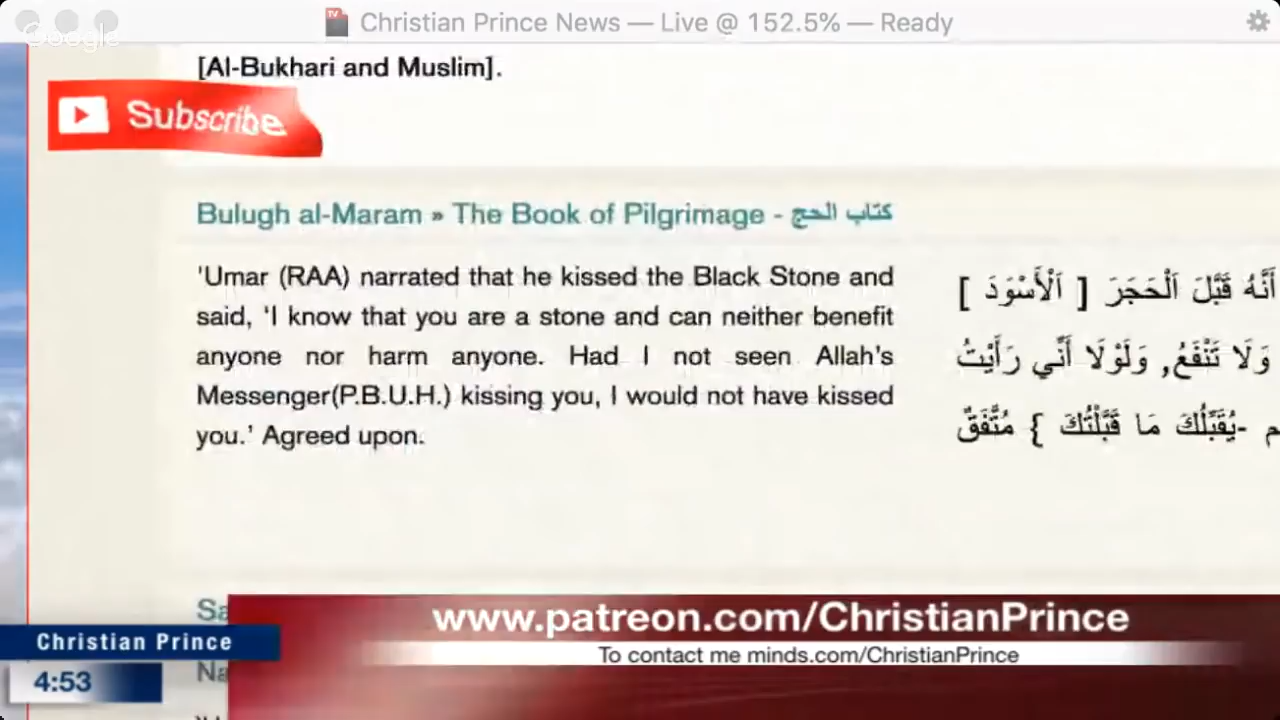 Christian Prince News — Live @ 152.5% — Ready
Google
[Al-Bukhari and Muslim].
Subscribe
Bulugh al-Maram » The Book of Pilgrimage - كتاب الحج
'Umar (RAA) narrated that he kissed the Black Stone and
said, 'I know that you are a stone and can neither benefit
anyone nor harm anyone. Had I not seen Allah's
Messenger(P.B.U.H.) kissing you, I would not have kissed
you.' Agreed upon.
أَنَّهُ قَبَّلَ اَلْحَجَرَ [ اَلْأَسْوَدَ ]
وَلَا تَنْفَعُ, وَلَوْلَا أَنِّي رَأَيْتُ
م -يُقَبِّلُكَ مَا قَبَّلْتُكَ } مُتَّفَقٌ
Sa
Na
www.patreon.com/ChristianPrince
To contact me minds.com/ChristianPrince
Christian Prince
4:53